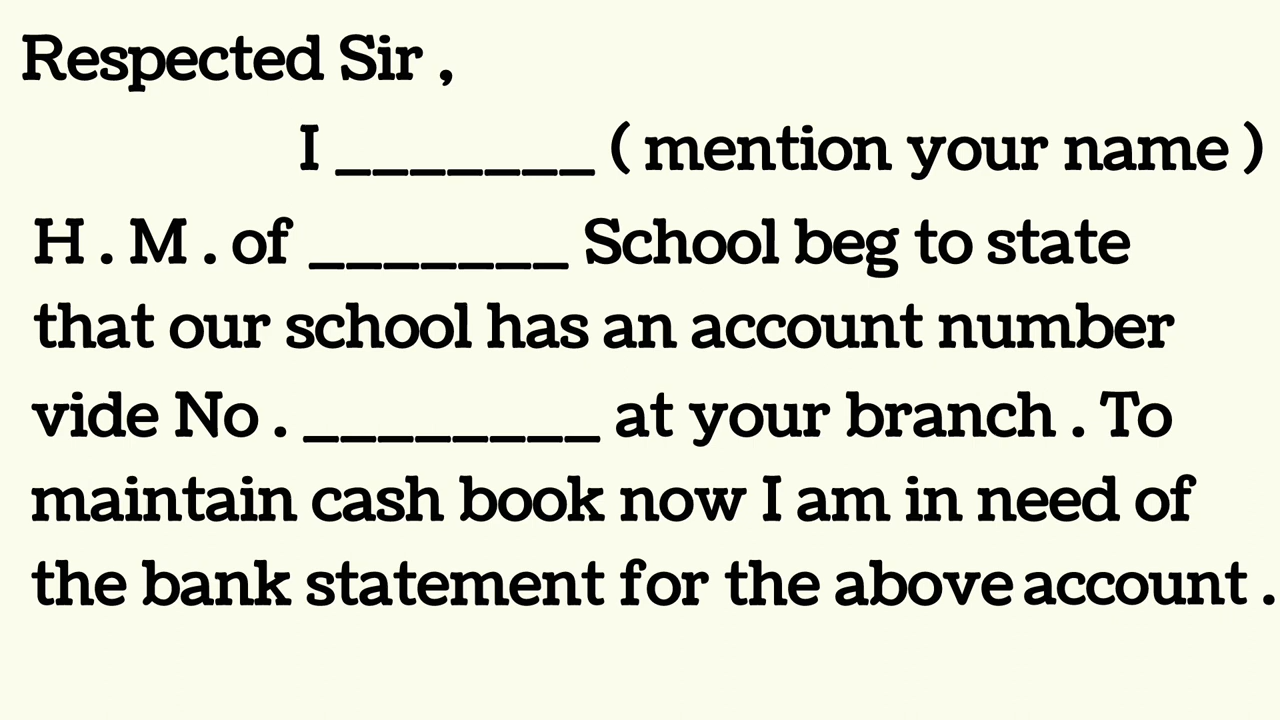 Respected Sir ,
I _______ ( mention your name )
H . M . of _______ School beg to state
that our school has an account number
vide No . ________ at your branch . To
maintain cash book now I am in need of
the bank statement for the above account .